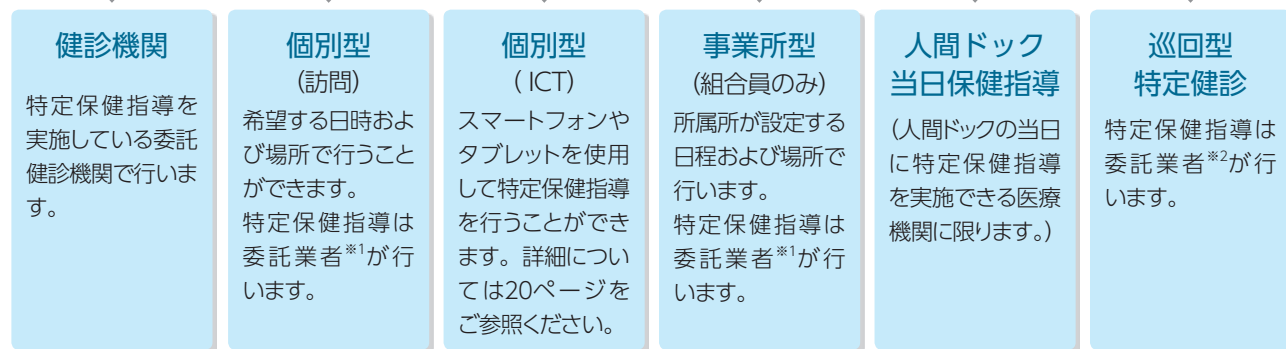 健診機関
特定保健指導を
実施している委託
健診機関で行いま
す。
個別型
(訪問)
希望する日時およ
び場所で行うこと
ができます。
特定保健指導は
委託業者※1が行
います。
個別型
( ICT)
スマートフォンや
タブレットを使用
して特定保健指導
を行うことができ
ます。詳細につい
ては20ページを
ご参照ください。
事業所型
(組合員のみ)
所属所が設定する
日程および場所で
行います。
特定保健指導は
委託業者※1が行
います。
人間ドック
当日保健指導
(人間ドックの当日
に特定保健指導
を実施できる医療
機関に限ります。)
巡回型
特定健診
特定保健指導は
委託業者※2が行
います。